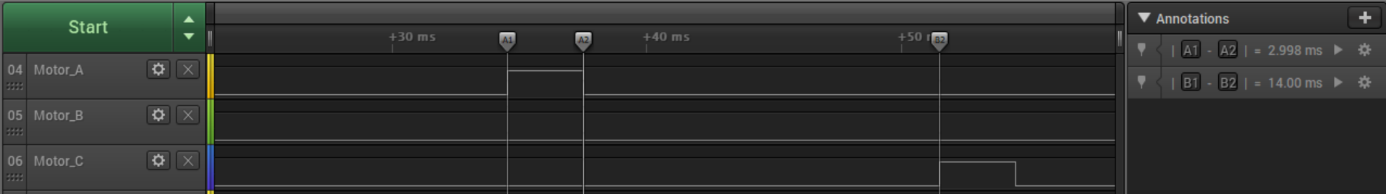 Start
+30 ms
+40 ms
+50 m
A1
A2
B2
04 Motor_A
05 Motor_B
06 Motor_C
Annotations
| A1 - A2 | = 2.998 ms
| B1 - B2 | = 14.00 ms